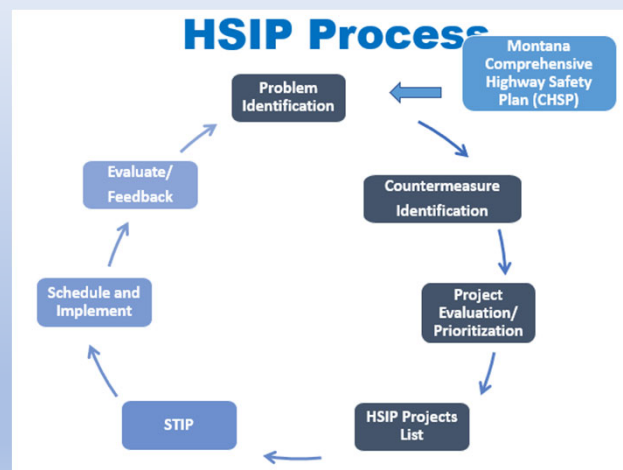 HSIP Process
Montana
Comprehensive
Highway Safety
Plan (CHSP)
Problem
Identification
Countermeasure
Identification
Project
Evaluation/
Prioritization
HSIP Projects
List
STIP
Schedule and
Implement
Evaluate/
Feedback